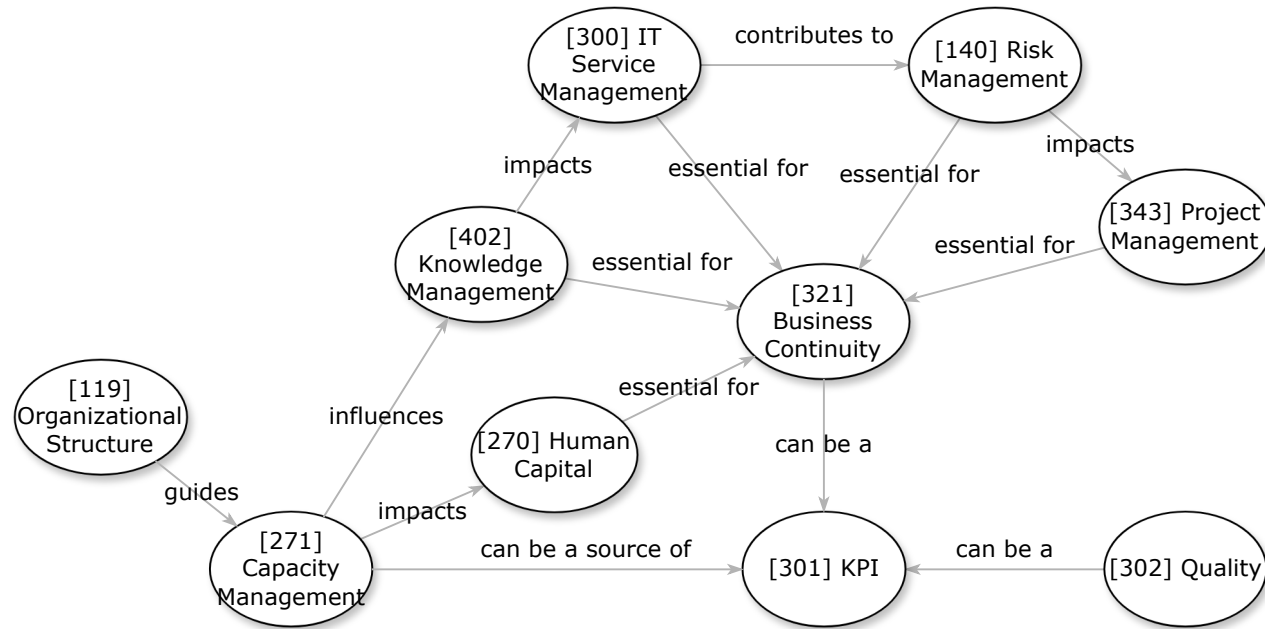 [300] IT
Service
Management
contributes to
[140] Risk
Management
impacts
essential for
essential for
impacts
[402]
Knowledge
Management
essential for
essential for
[343] Project
Management
[321]
Business
Continuity
[119]
Organizational
Structure
influences
essential for
[270] Human
Capital
can be a
guides
impacts
[271]
Capacity
Management
can be a source of
[301] KPI
can be a
[302] Quality